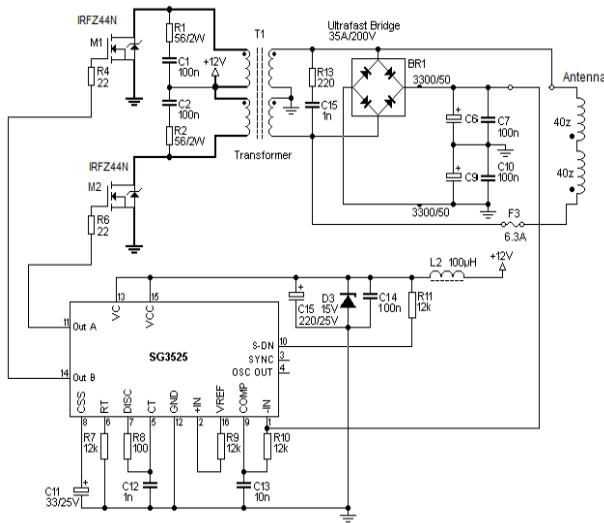 IRFZ44N
M1
R4
22
R1
56/2W
C1
100n
+12V
C2
100n
R2
56/2W
T1
Transformer
Ultrafast Bridge
35A/200V
BR1
R13
220
C15
1n
3300/50
+
C6
C7
100n
+
C9
C10
100n
3300/50
Antenna
40z
40z
F3
6.3A
IRFZ44N
M2
R6
22
L2 100µH
+12V
13
VC
15
VCC
+
C15
220/25V
D3
15V
C14
100n
R11
12k
11
Out A
14
Out B
SG3525
S-DN
10
SYNC
3
OSC OUT
4
CSS
RT
DISC
CT
GND
+IN
VREF
COMP
-IN
8
6
7
5
12
2
16
9
1
R7
12k
R8
100
R9
12k
R10
12k
+
C11
33/25V
C12
1n
C13
10n